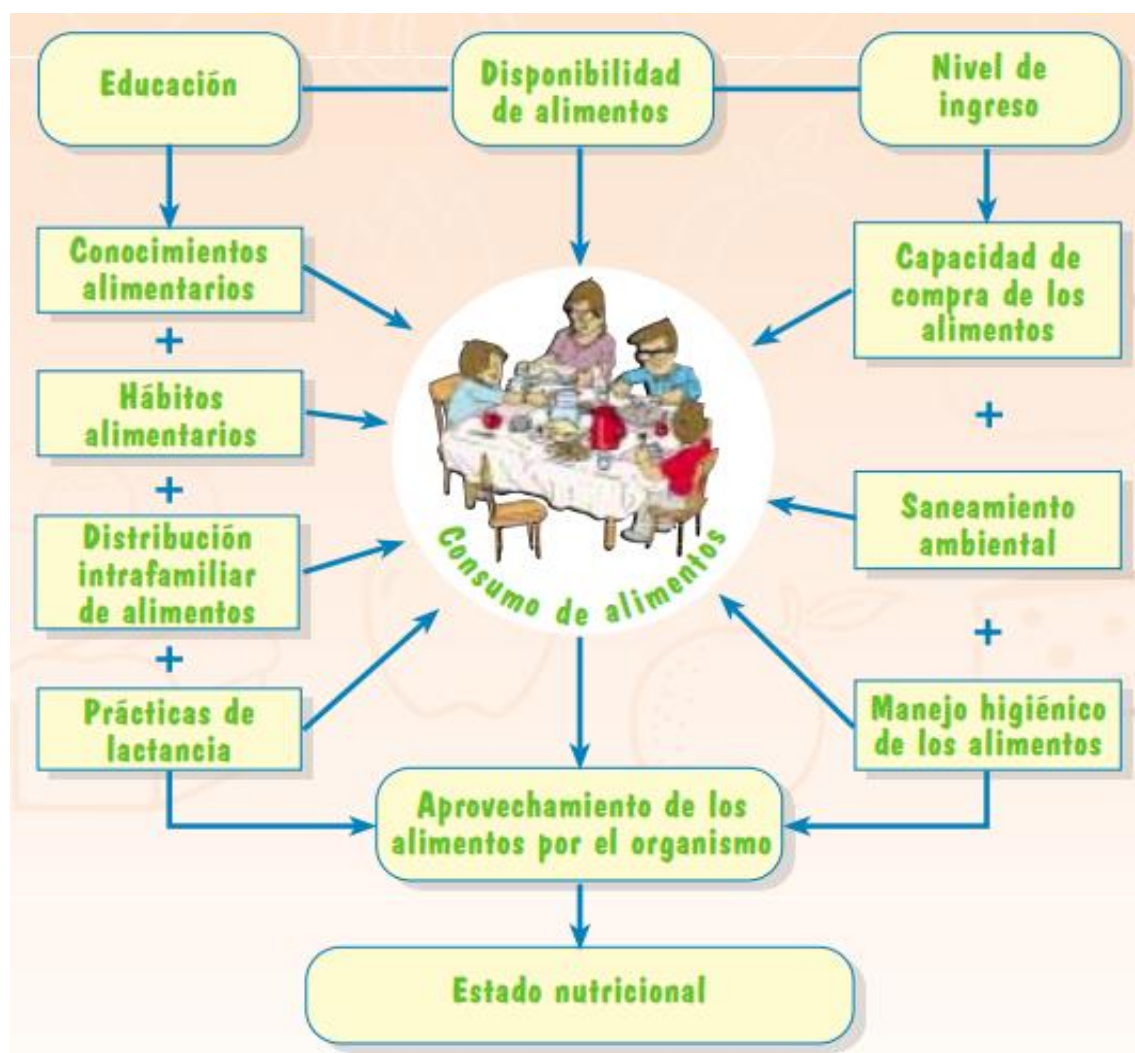 Educación
Disponibilidad
de alimentos
Nivel de
ingreso
Conocimientos
alimentarios
+
Hábitos
alimentarios
+
Distribución
intrafamiliar
de alimentos
+
Prácticas de
lactancia
Consumo de alimentos
Capacidad de
compra de los
alimentos
+
Saneamiento
ambiental
+
Manejo higiénico
de los alimentos
Aprovechamiento de los
alimentos por el organismo
Estado nutricional